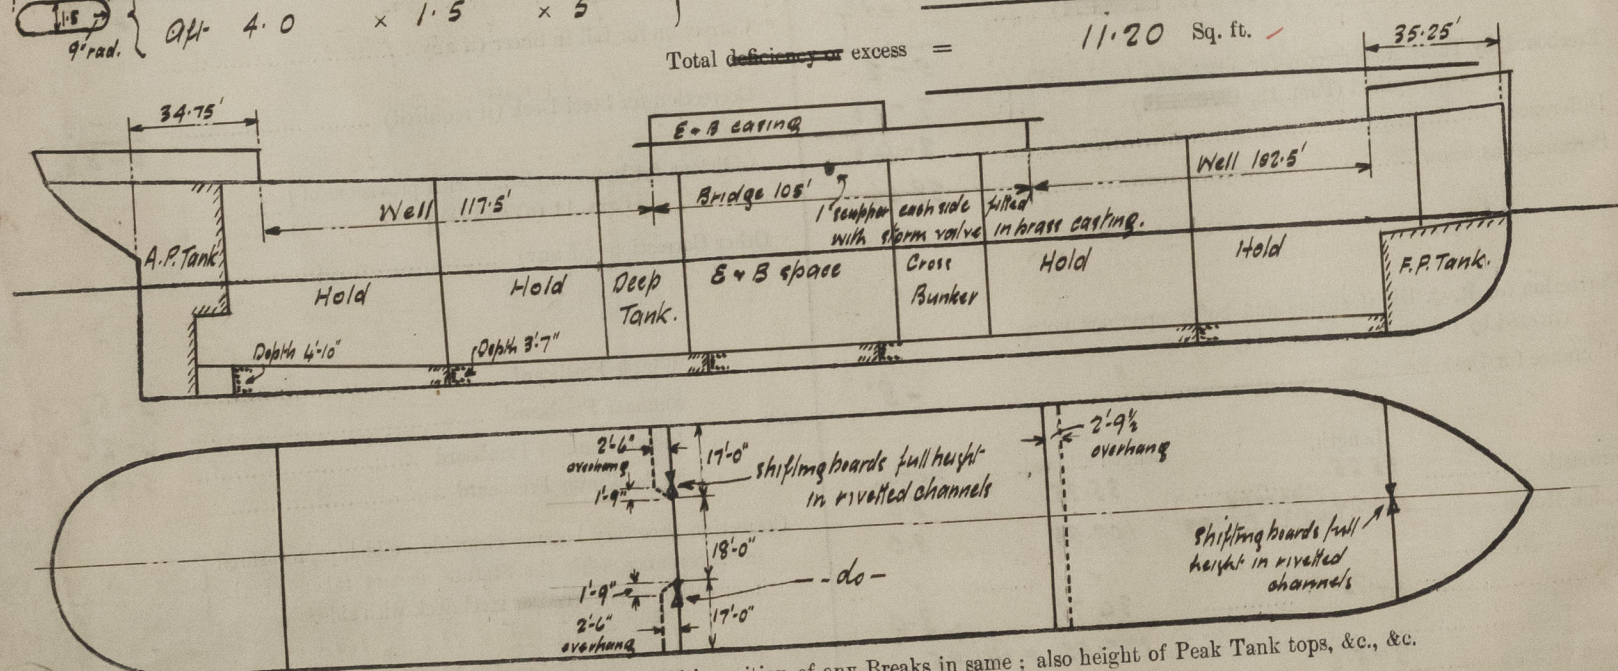 1.5
9" rad.
Aft 4.0 × 1.5 × 5
Total deficiency or excess = 11.20 Sq. ft.
35.25'
34.75'
E & B casing
Well 117.5'
Bridge 105'
Well 182.5'
1" scupper each side fitted
with storm valve in brass casting.
A.P. Tank
Hold
Hold
Deep
Tank.
E & B space
Cross
Bunker
Hold
Hold
F.P. Tank.
Depth 4'-10"
Depth 3'-7"
2'-6"
overhang
1'-9"
17'-0"
Shifting boards full height
in rivetted channels
2'-9½
overhang
18'-0"
1'-9"
2'-6"
overhang
17'-0"
-- do --
Shifting boards full
height in rivetted
channels
of any Breaks in same ; also height of Peak Tank tops, &c., &c.